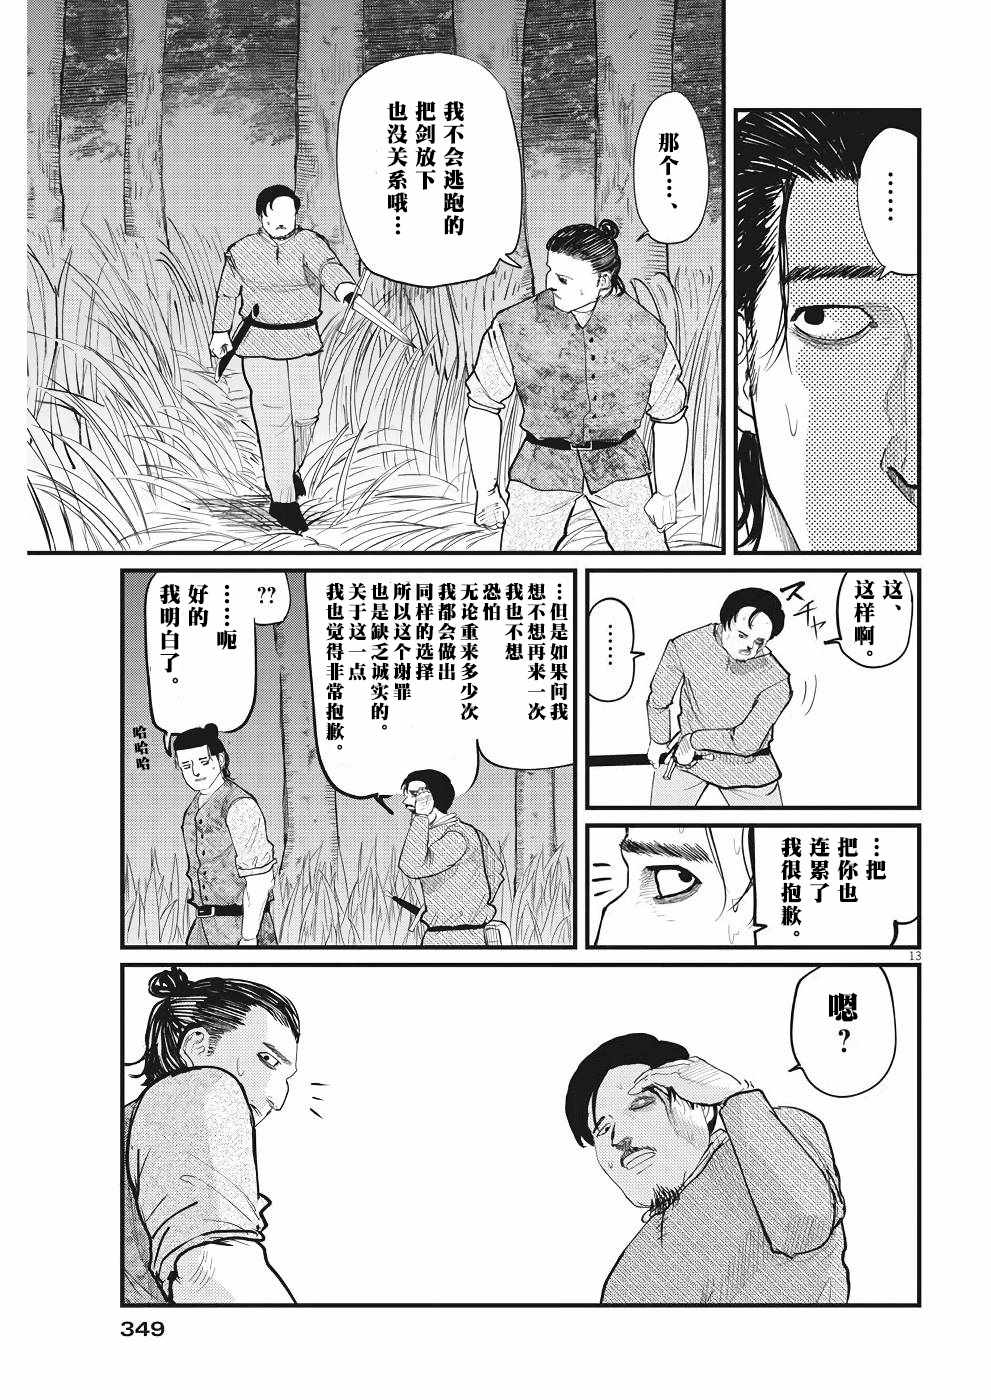 ……
那个…、
我不会逃跑的
把剑放下
也没关系哦…
这、
这样啊。
スチャ
……
…把
把你也
连累了
我很抱歉。
…但是如果问我
想不想再来一次
我也不想
恐怕
无论重来多少次
我都会做出
同样的选择
所以这个谢罪
也是缺乏诚实的。
关于这一点
我也觉得非常抱歉。
??
……呃
好的
我明白了。
哈哈哈
13
嗯?
349